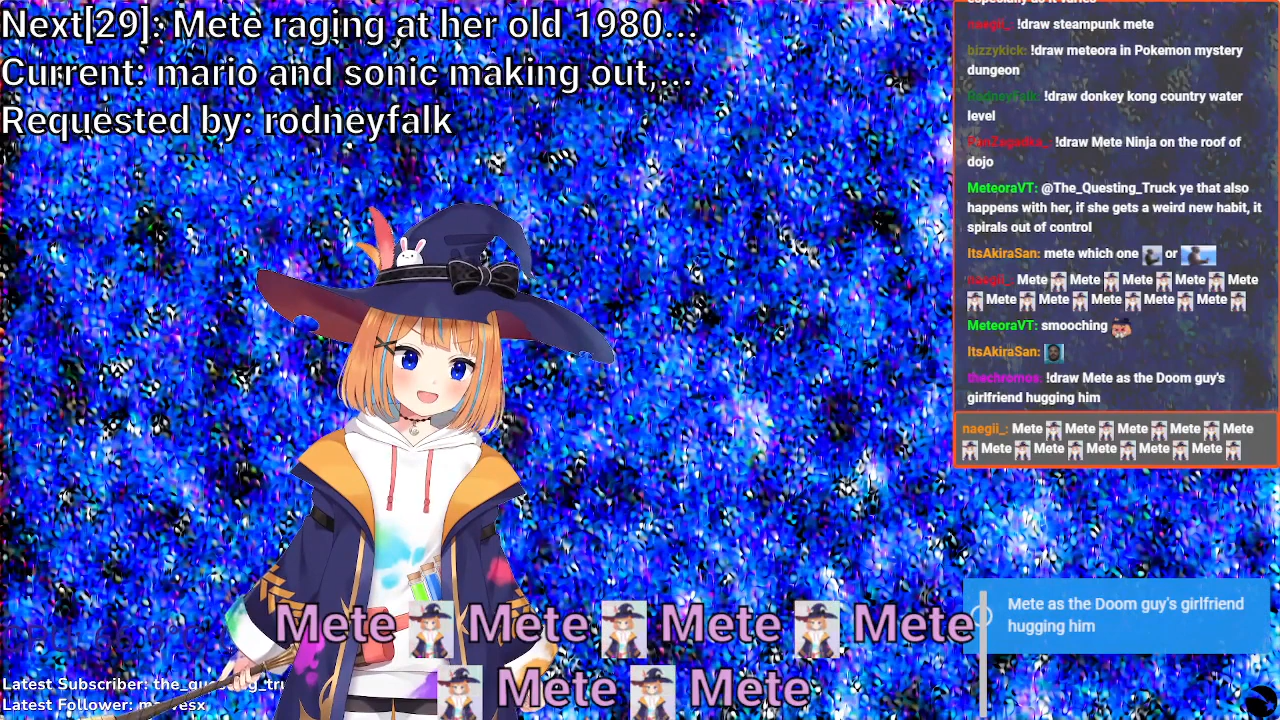 Next[29]: Mete raging at her old 1980...
Current: mario and sonic making out,...
Requested by: rodneyfalk
especially as it varies
naegii_: !draw steampunk mete
bizzykick: !draw meteora in Pokemon mystery
dungeon
RodneyFalk: !draw donkey kong country water
level
!draw Mete Ninja on the roof of
dojo
MeteoraVT: @The_Questing_Truck ye that also
happens with her, if she gets a weird new habit, it
spirals out of control
ItsAkiraSan: mete which one or
naegii_: Mete Mete Mete Mete Mete
Mete Mete Mete Mete Mete
MeteoraVT: smooching
ItsAkiraSan:
thechromos: !draw Mete as the Doom guy's
girlfriend hugging him
naegii_: Mete Mete Mete Mete Mete
Mete Mete Mete Mete Mete
Mete as the Doom guy's girlfriend
hugging him
Mete Mete Mete Mete
Mete Mete
Latest Subscriber:
Latest Follower: